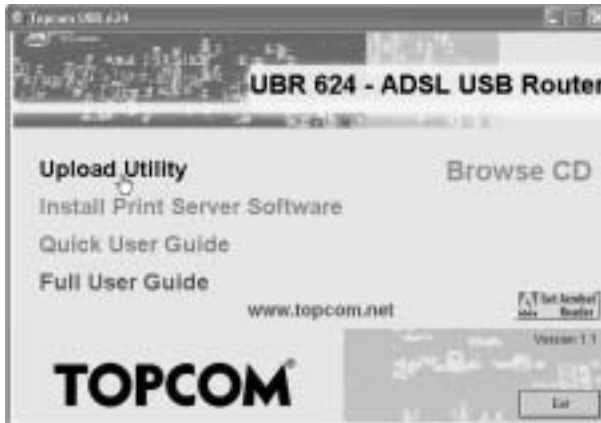 Topcom UBR 624
UBR 624 - ADSL USB Router
Upload Utility
Browse CD
Install Print Server Software
Quick User Guide
Full User Guide
www.topcom.net
Get Acrobat
Reader
Version 1.1
TOPCOM®
Exit